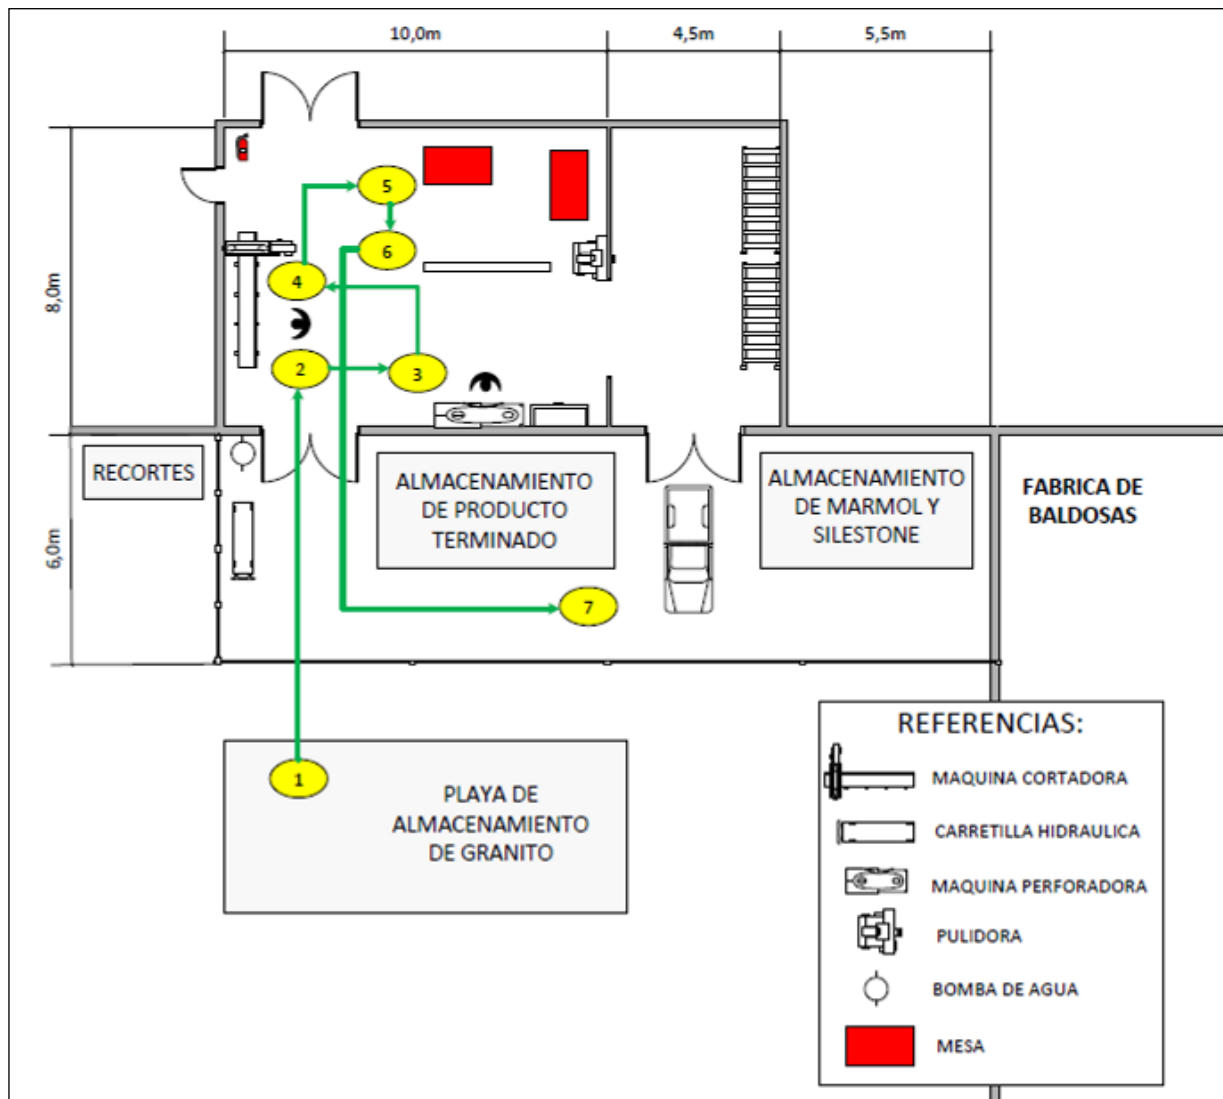 10,0m
4,5m
5,5m
8,0m
6,0m
5
6
4
2
3
RECORTES
ALMACENAMIENTO
DE PRODUCTO
TERMINADO
ALMACENAMIENTO
DE MARMOL Y
SILESTONE
FABRICA DE
BALDOSAS
7
1
PLAYA DE
ALMACENAMIENTO
DE GRANITO
REFERENCIAS:
MAQUINA CORTADORA
CARRETILLA HIDRAULICA
MAQUINA PERFORADORA
PULIDORA
BOMBA DE AGUA
MESA